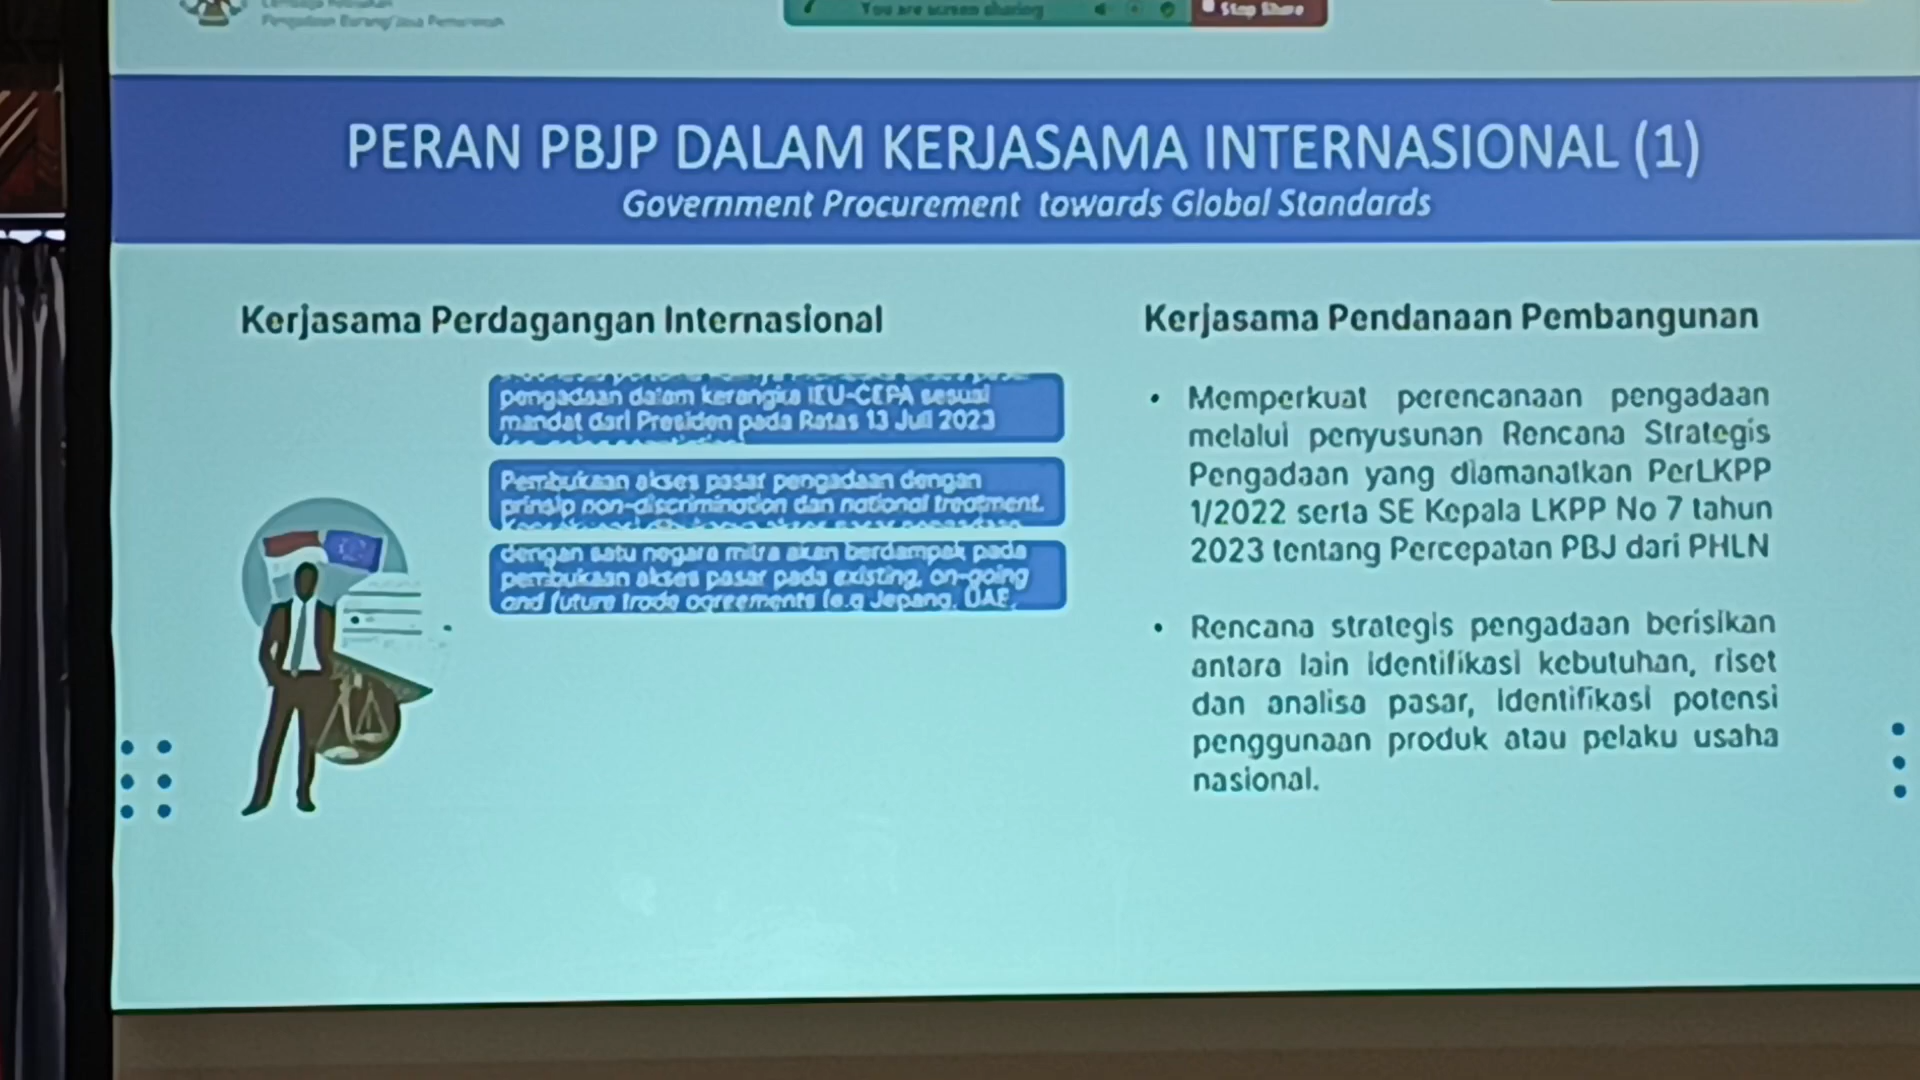 Pengadaan Barang/Jasa Pemerintah
You are screen sharing
Stop Share
PERAN PBJP DALAM KERJASAMA INTERNASIONAL (1)
Government Procurement towards Global Standards
Kerjasama Perdagangan Internasional
pengadaan dalam kerangka IEU-CEPA sesuai
mandat dari Presiden pada Ratas 13 Juli 2023
Pembukaan akses pasar pengadaan dengan
prinsip non-discrimination dan national treatment.
dengan satu negara mitra akan berdampak pada
pembukaan akses pasar pada existing, on-going
and future trade agreements (e.g Jepang, UAE,
Kerjasama Pendanaan Pembangunan
• Memperkuat perencanaan pengadaan
melalui penyusunan Rencana Strategis
Pengadaan yang diamanatkan PerLKPP
1/2022 serta SE Kepala LKPP No 7 tahun
2023 tentang Percepatan PBJ dari PHLN
• Rencana strategis pengadaan berisikan
antara lain identifikasi kebutuhan, riset
dan analisa pasar, identifikasi potensi
penggunaan produk atau pelaku usaha
nasional.